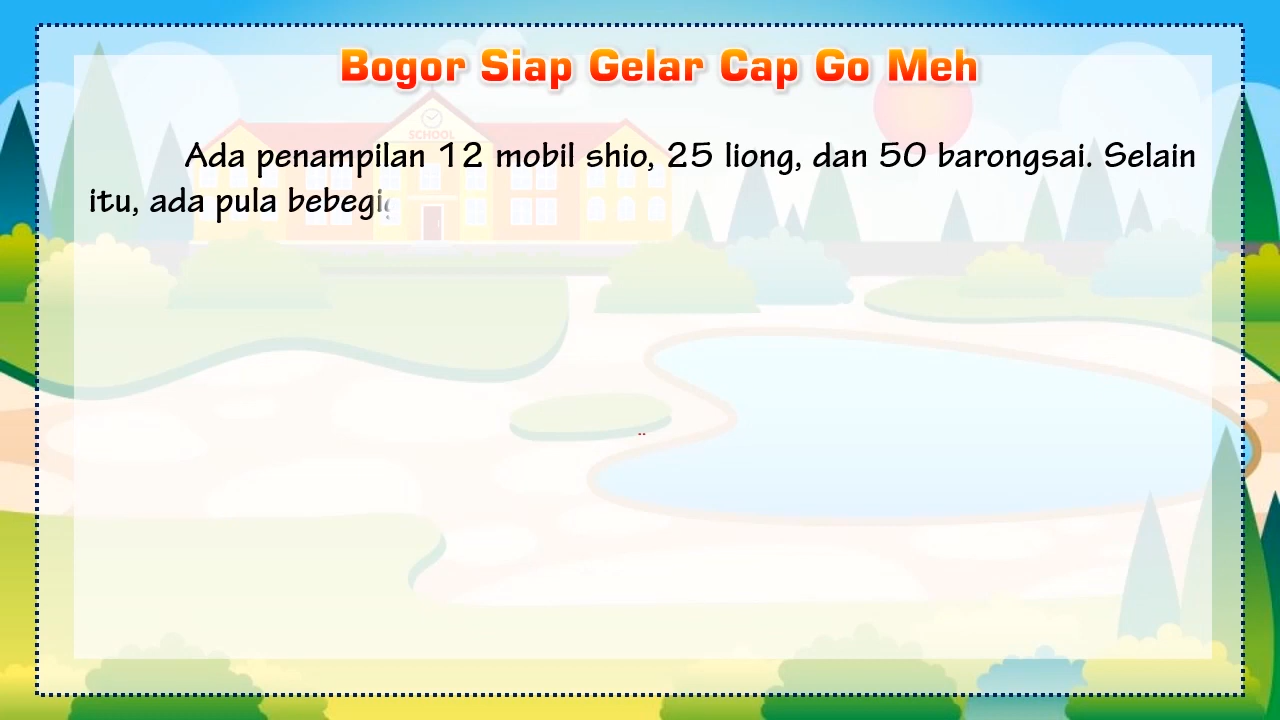 Bogor Siap Gelar Cap Go Meh
SCHOOL
Ada penampilan 12 mobil shio, 25 liong, dan 50 barongsai. Selain
itu, ada pula